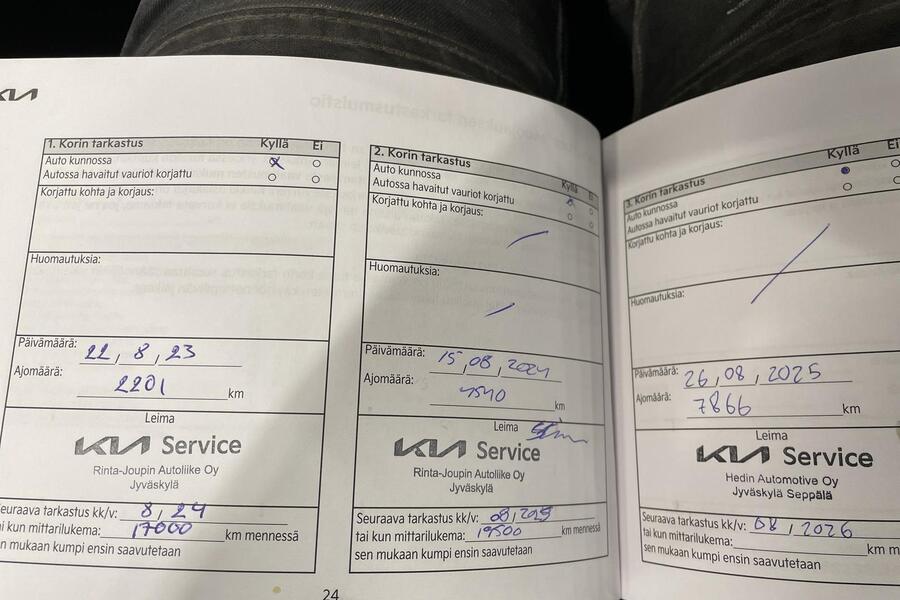 KIA
1. Korin tarkastus Kyllä Ei
Auto kunnossa
Autossa havaitut vauriot korjattu
Korjattu kohta ja korjaus:
Huomautuksia:
Päivämäärä: 22, 8, 23
Ajomäärä: 2201 km
Leima
KIA Service
Rinta-Joupin Autoliike Oy
Jyväskylä
Seuraava tarkastus kk/v: 8, 24
tai kun mittarilukema: 17000 km mennessä
sen mukaan kumpi ensin saavutetaan
24
2. Korin tarkastus
Kyllä Ei
Auto kunnossa
Autossa havaitut vauriot korjattu
Korjattu kohta ja korjaus:
Huomautuksia:
Päivämäärä: 15, 08, 2024
Ajomäärä: 4540 km
Leima
KIA Service
Rinta-Joupin Autoliike Oy
Jyväskylä
Seuraava tarkastus kk/v: 08, 2025
tai kun mittarilukema: 19500 km mennessä
sen mukaan kumpi ensin saavutetaan
3. Korin tarkastus Kyllä Ei
Auto kunnossa
Autossa havaitut vauriot korjattu
Korjattu kohta ja korjaus:
Huomautuksia:
Päivämäärä: 26, 08, 2025
Ajomäärä: 7866 km
Leima
KIA Service
Hedin Automotive Oy
Jyväskylä Seppälä
Seuraava tarkastus kk/v: 08, 2026
tai kun mittarilukema: km
sen mukaan kumpi ensin saavutetaan